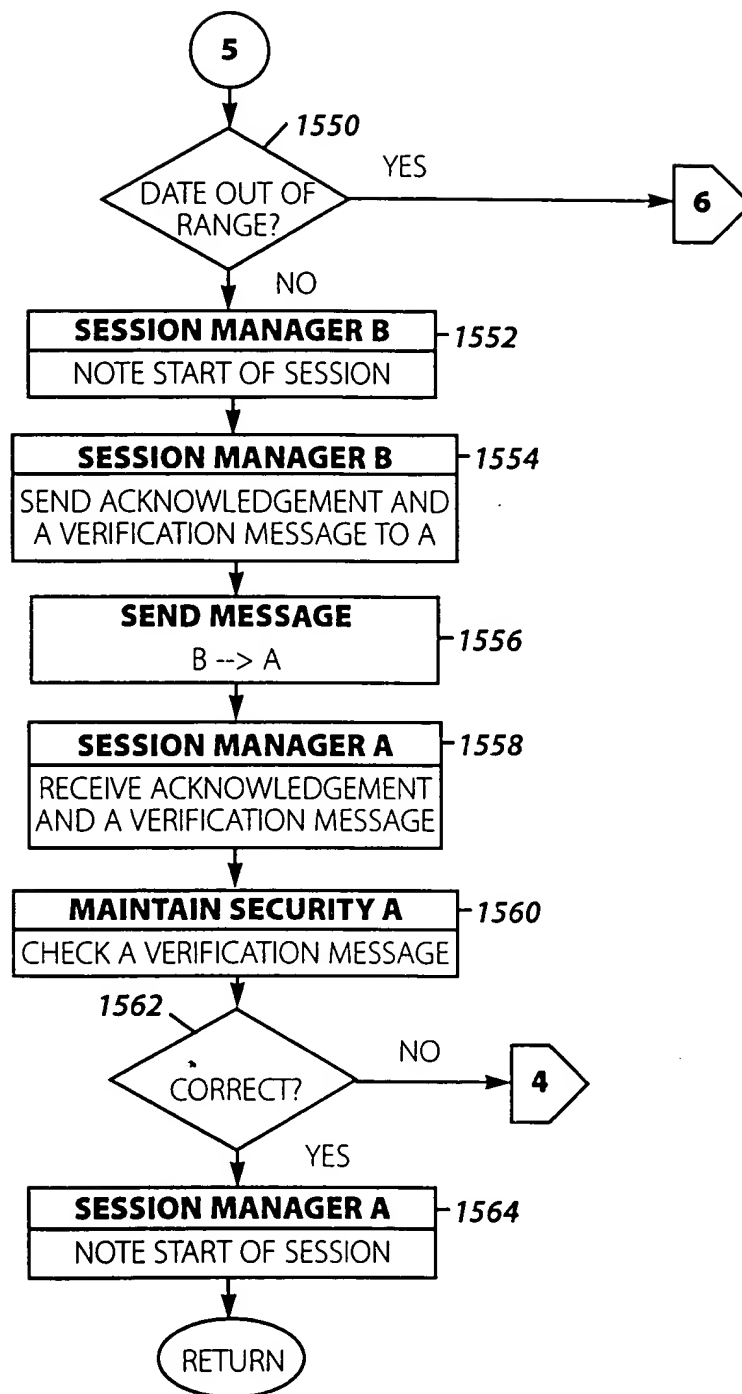 5
1550
DATE OUT OF
RANGE?
YES
6
NO
SESSION MANAGER B
1552
NOTE START OF SESSION
SESSION MANAGER B
1554
SEND ACKNOWLEDGEMENT AND
A VERIFICATION MESSAGE TO A
SEND MESSAGE
1556
B --> A
SESSION MANAGER A
1558
RECEIVE ACKNOWLEDGEMENT
AND A VERIFICATION MESSAGE
MAINTAIN SECURITY A
1560
CHECK A VERIFICATION MESSAGE
1562
CORRECT?
NO
4
YES
SESSION MANAGER A
1564
NOTE START OF SESSION
RETURN